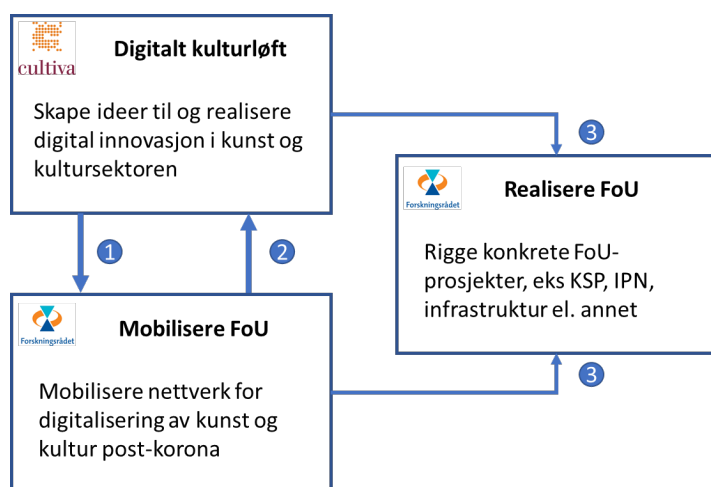 cultiva
Digitalt kulturløft
Skape ideer til og realisere
digital innovasjon i kunst og
kultursektoren
1
2
Forskningsrådet
Mobilisere FoU
Mobilisere nettverk for
digitalisering av kunst og
kultur post-korona
3
Forskningsrådet
Realisere FoU
Rigge konkrete FoU-
prosjekter, eks KSP, IPN,
infrastruktur el. annet
3